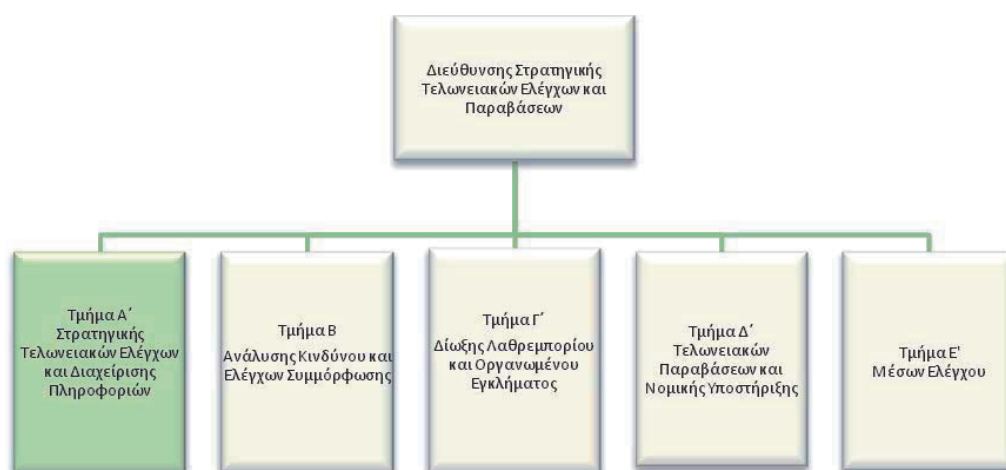 Διεύθυνσης Στρατηγικής
Τελωνειακών Ελέγχων και
Παραβάσεων
Τμήμα Α΄
Στρατηγικής
Τελωνειακών Ελέγχων
και Διαχείρισης
Πληροφοριών
Τμήμα Β
Ανάλυσης Κινδύνου και
Ελέγχων Συμμόρφωσης
Τμήμα Γ΄
Δίωξης Λαθρεμπορίου
και Οργανωμένου
Εγκλήματος
Τμήμα Δ΄
Τελωνειακών
Παραβάσεων και
Νομικής Υποστήριξης
Τμήμα Ε'
Μέσων Ελέγχου